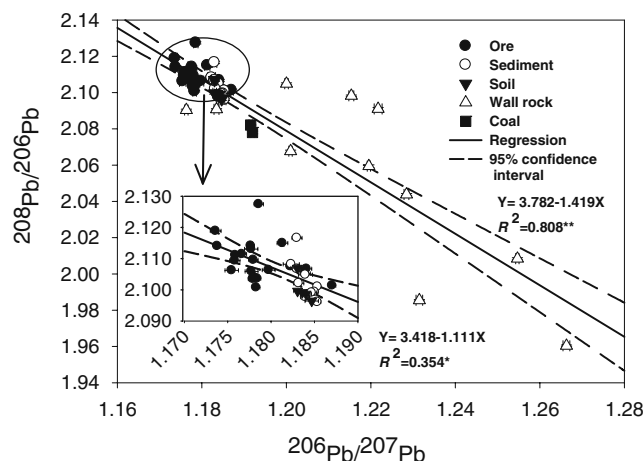 2.14
2.12
2.10
2.08
2.06
2.04
2.02
2.00
1.98
1.96
1.94
208Pb/206Pb
Ore
Sediment
Soil
Wall rock
Coal
Regression
95% confidence
interval
Y= 3.782-1.419X
R²=0.808**
2.130
2.120
2.110
2.100
2.090
1.170
1.175
1.180
1.185
1.190
Y= 3.418-1.111X
R²=0.354*
1.16 1.18 1.20 1.22 1.24 1.26 1.28
206Pb/207Pb